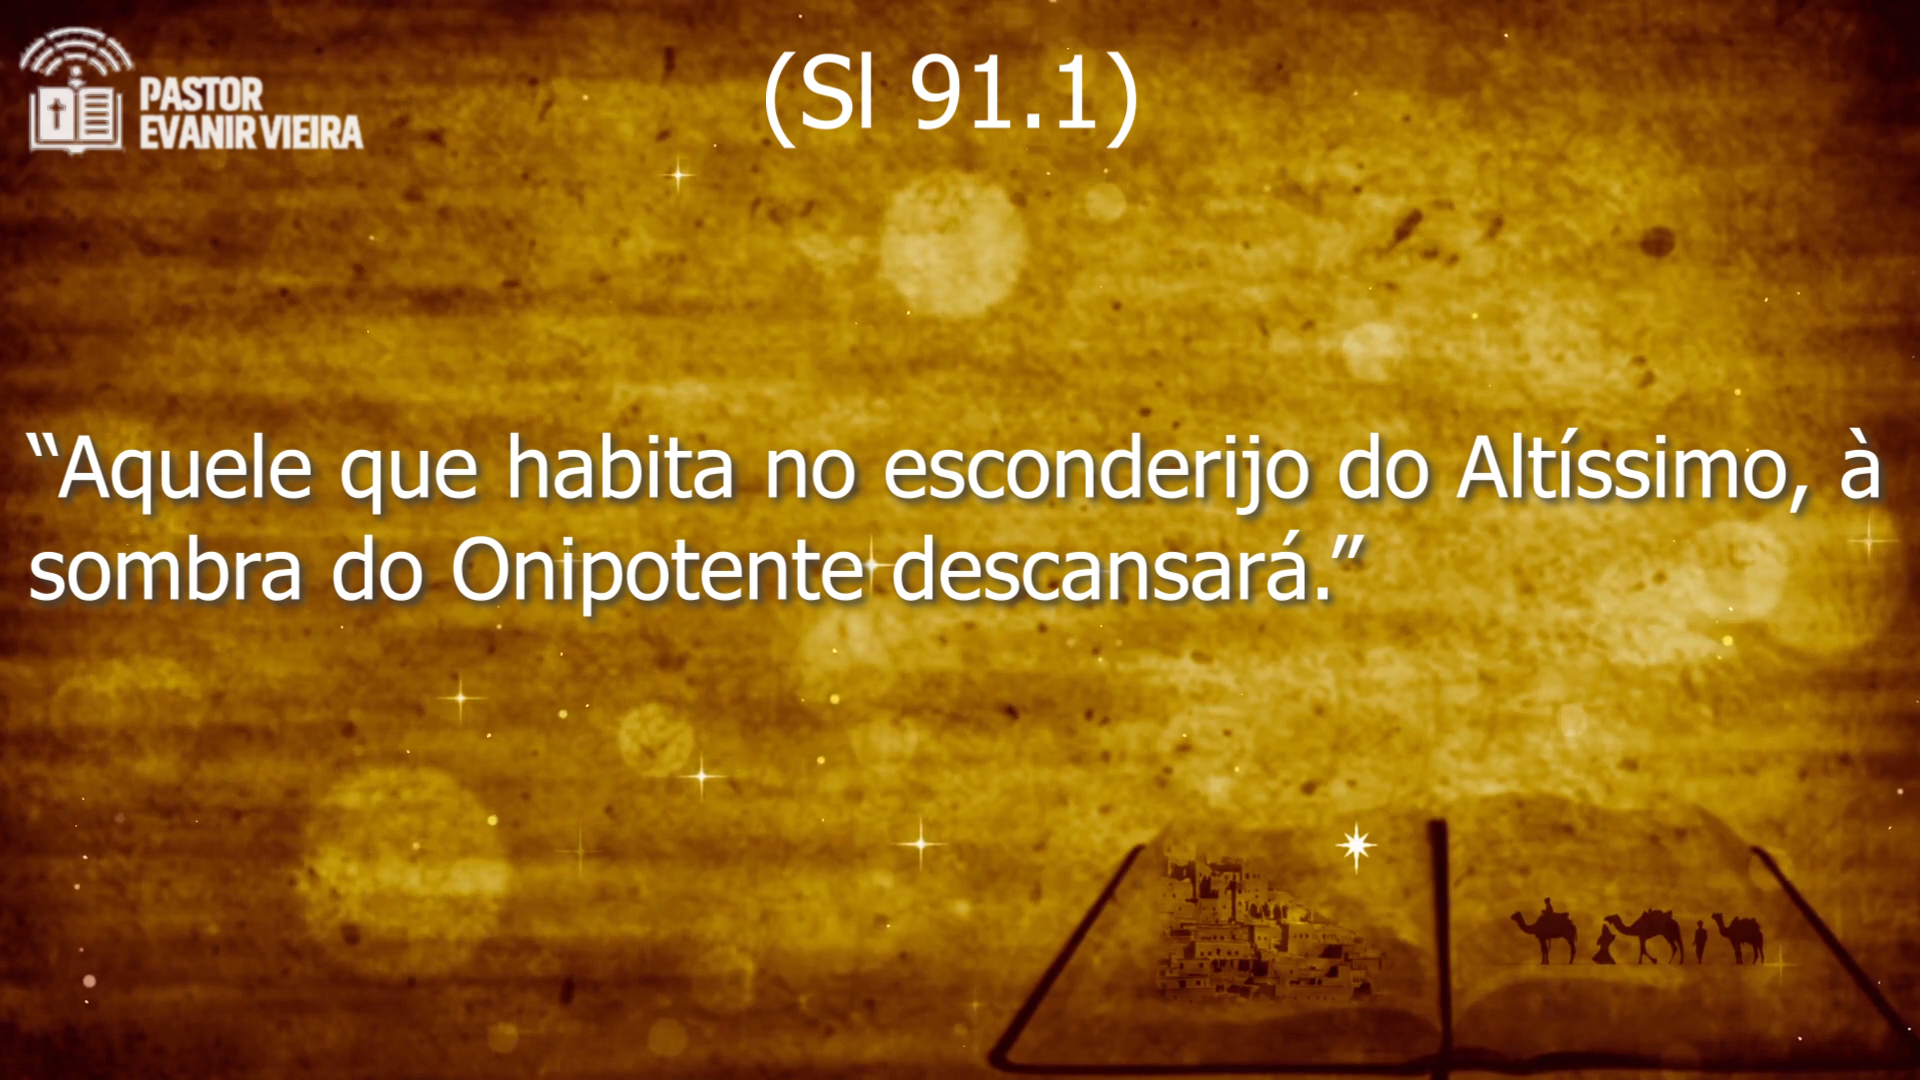 PASTOR
EVANIR VIEIRA
(Sl 91.1)
“Aquele que habita no esconderijo do Altíssimo, à
sombra do Onipotente descansará.”